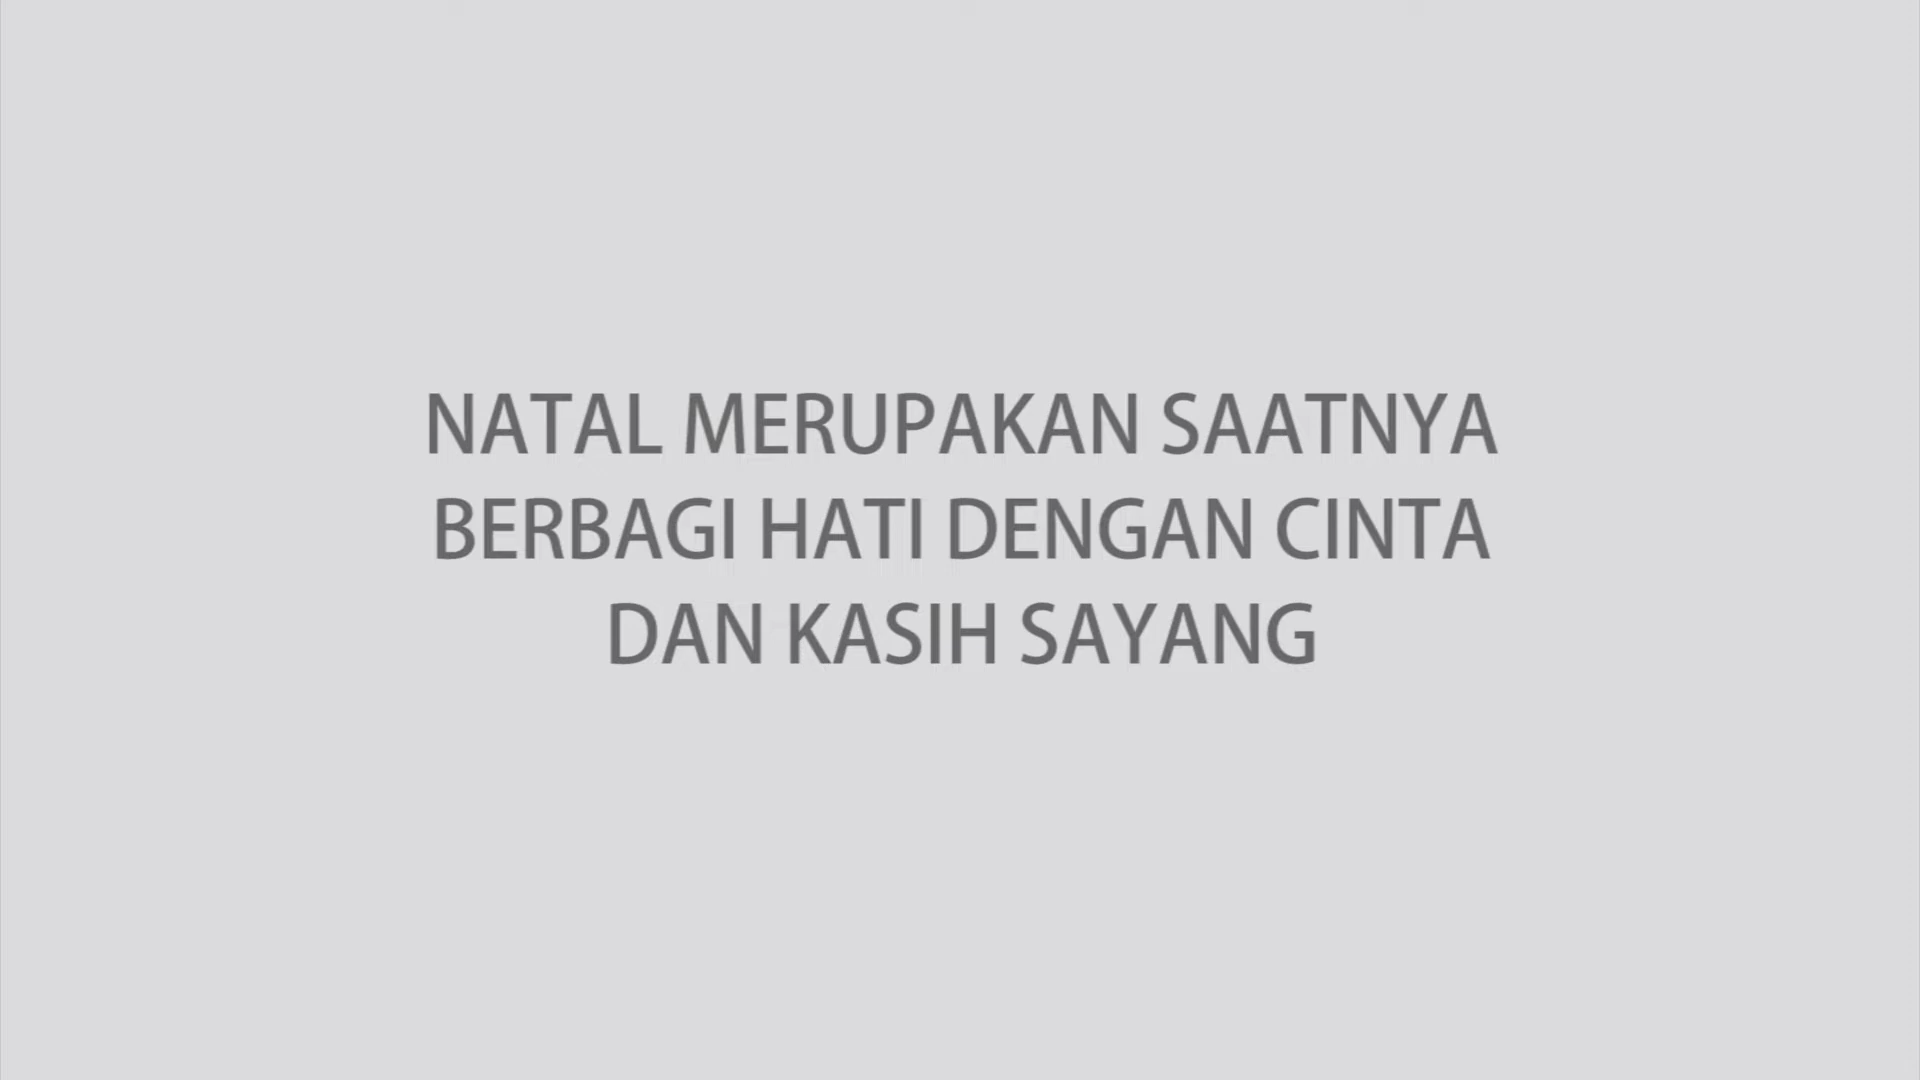 NATAL MERUPAKAN SAATNYA
BERBAGI HATI DENGAN CINTA
DAN KASIH SAYANG